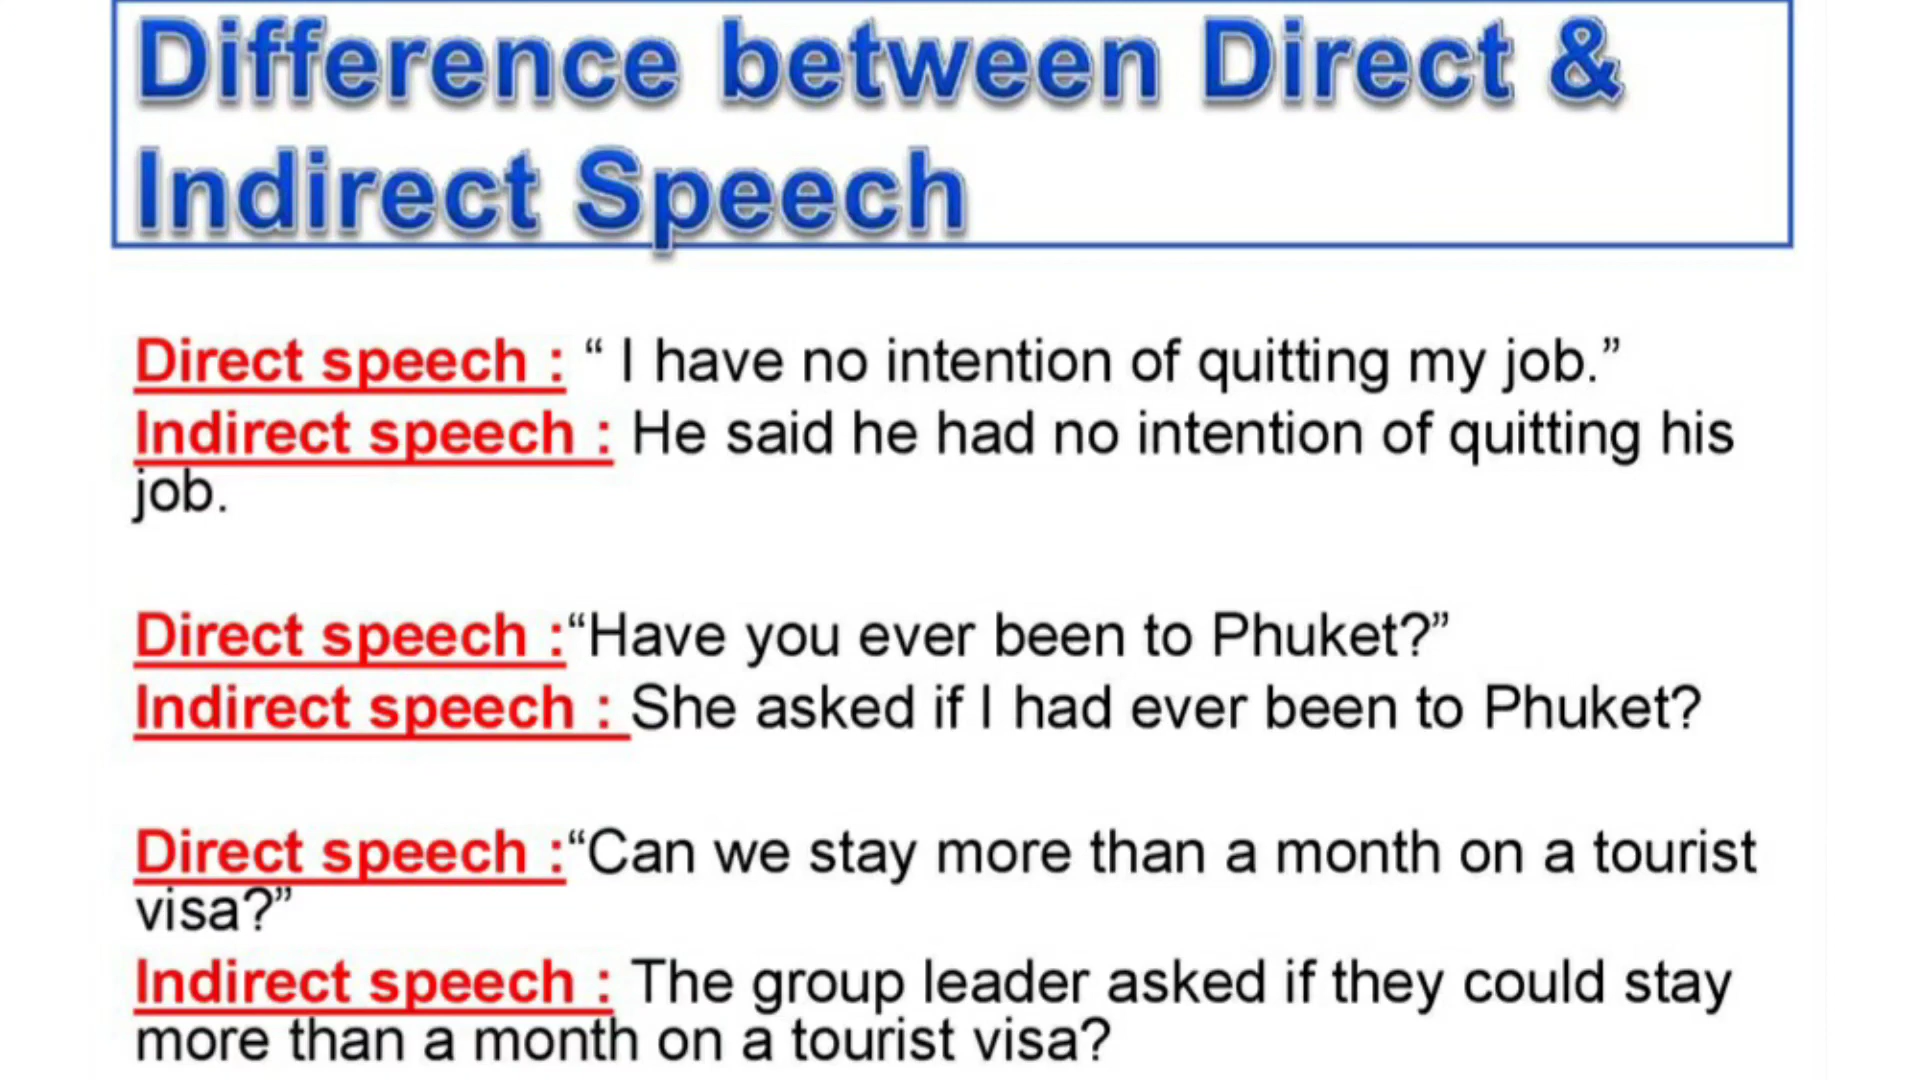 Difference between Direct &
Indirect Speech
Direct speech : “ I have no intention of quitting my job.”
Indirect speech : He said he had no intention of quitting his
job.
Direct speech :“Have you ever been to Phuket?”
Indirect speech : She asked if I had ever been to Phuket?
Direct speech :“Can we stay more than a month on a tourist
visa?”
Indirect speech : The group leader asked if they could stay
more than a month on a tourist visa?